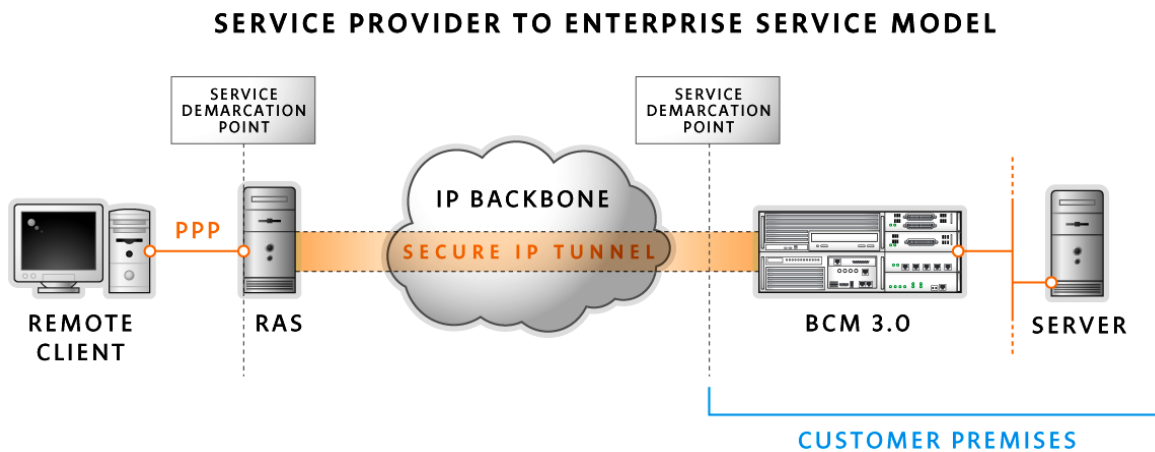 SERVICE PROVIDER TO ENTERPRISE SERVICE MODEL
SERVICE
DEMARCATION
POINT
SERVICE
DEMARCATION
POINT
IP BACKBONE
PPP
SECURE IP TUNNEL
REMOTE
CLIENT
RAS
BCM 3.0
SERVER
CUSTOMER PREMISES